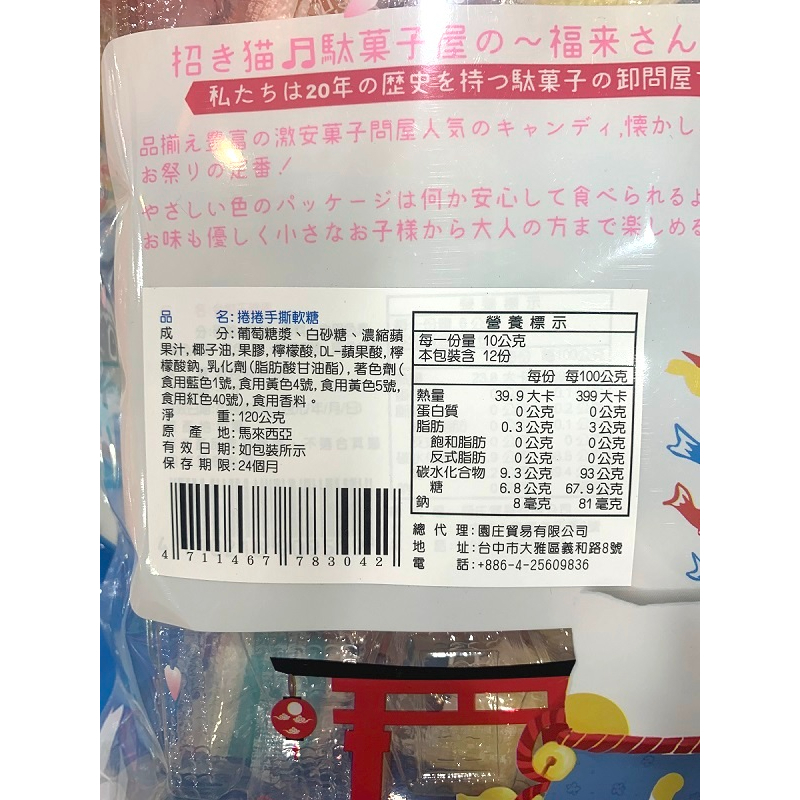 招き猫 駄菓子屋の～福来さん
私たちは20年の歴史を持つ駄菓子の卸問屋
品揃え豊富の激安菓子問屋人気のキャンディ,懐かし
お祭りの定番！
やさしい色のパッケージは何か安心して食べられるよ
お味も優しく小さなお子様から大人の方まで楽しめる
品 名:捲捲手撕軟糖
成 分:葡萄糖漿、白砂糖、濃縮蘋
果汁,椰子油,果膠,檸檬酸,DL-蘋果酸,檸
檬酸鈉,乳化劑(脂肪酸甘油酯),著色劑(
食用藍色1號,食用黃色4號,食用黃色5號,
食用紅色40號),食用香料。
淨 重:120公克
原 產 地:馬來西亞
有 效 日 期:如包裝所示
保 存 期 限:24個月
4 711467 783042
營養標示
每一份量 10公克
本包裝含 12份
每份 每100公克
熱量 39.9大卡 399大卡
蛋白質 0公克 0公克
脂肪 0.3公克 3公克
飽和脂肪 0公克 0公克
反式脂肪 0公克 0公克
碳水化合物 9.3公克 93公克
糖 6.8公克 67.9公克
鈉 8毫克 81毫克
總 代 理:園庄貿易有限公司
地 址:台中市大雅區義和路8號
電 話:+886-4-25609836